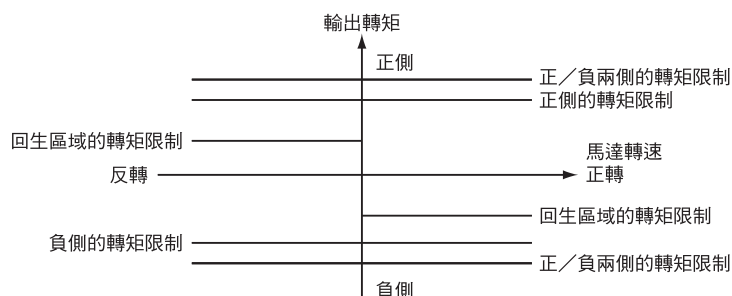 輸出轉矩
正側
正／負兩側的轉矩限制
正側的轉矩限制
回生區域的轉矩限制
馬達轉速
反轉
正轉
回生區域的轉矩限制
負側的轉矩限制
正／負兩側的轉矩限制
負側